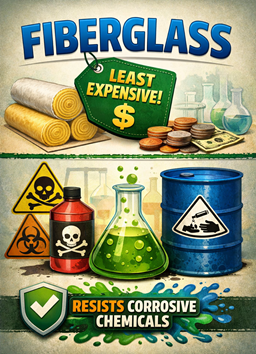 FIBERGLASS
LEAST
EXPENSIVE!
$
RESISTS CORROSIVE
CHEMICALS